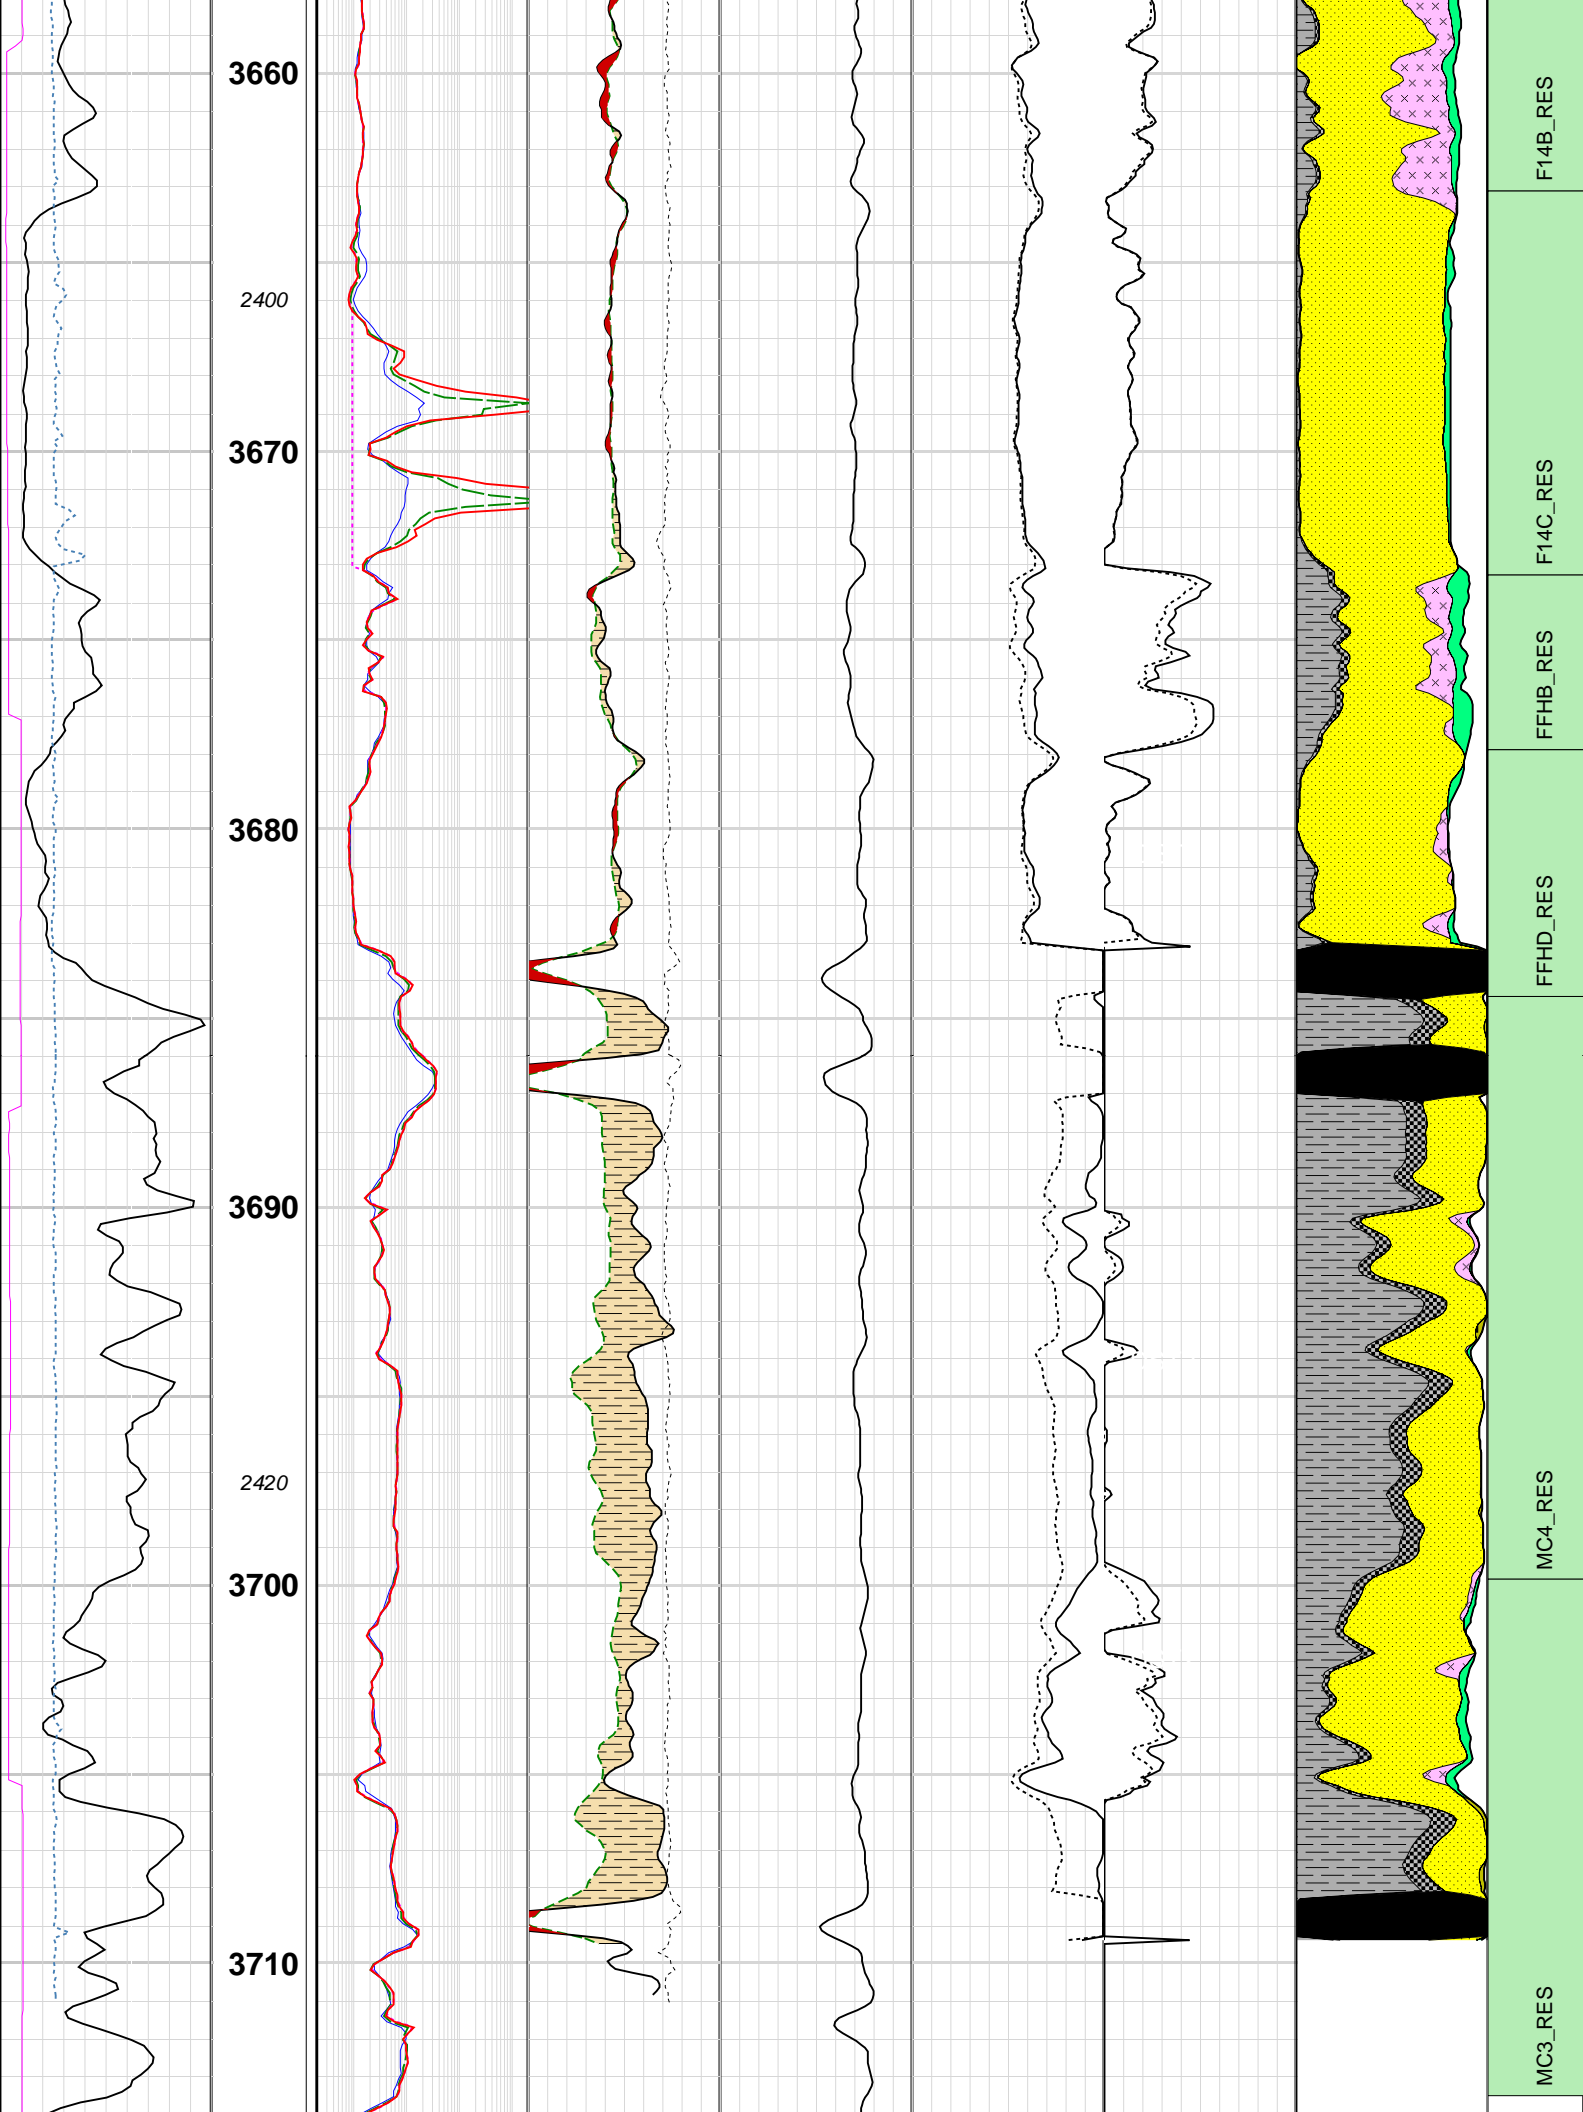 3660
F14B_RES
2400
3670
F14C_RES
FFHB_RES
3680
FFHD_RES
3690
2420
MC4_RES
3700
3710
MC3_RES